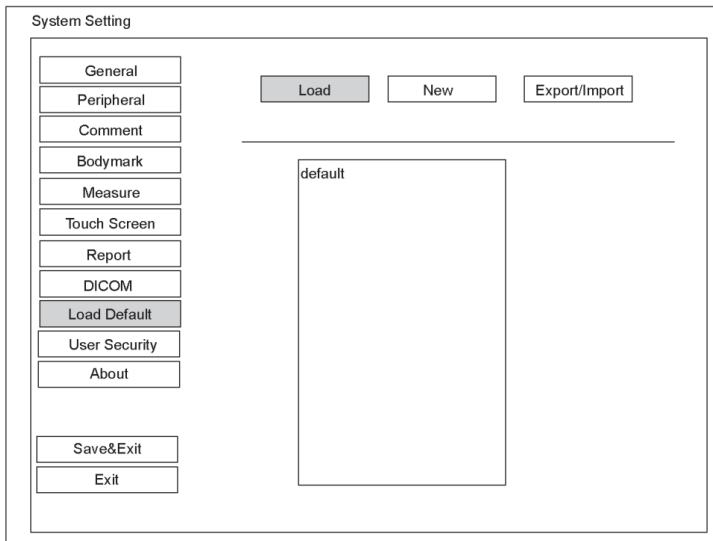 System Setting
General
Peripheral
Comment
Bodymark
Measure
Touch Screen
Report
DICOM
Load Default
User Security
About
Save&Exit
Exit
Load
New
Export/Import
default